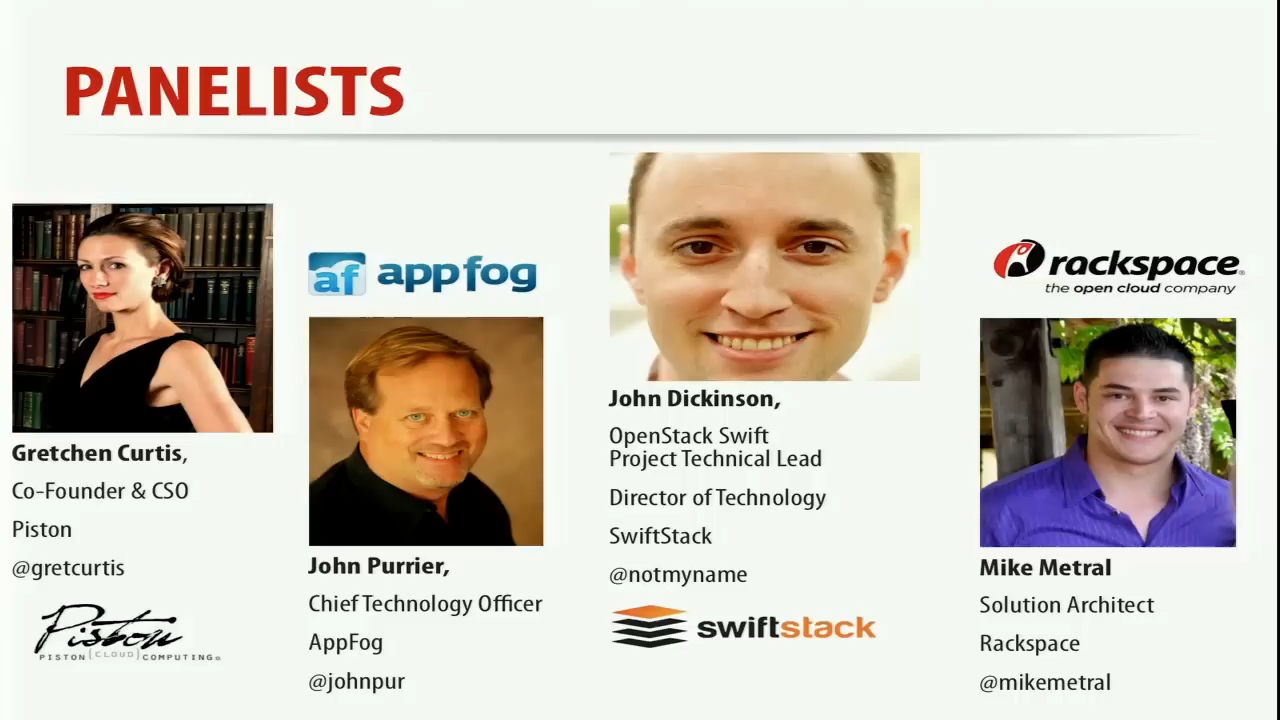 PANELISTS
Gretchen Curtis,
Co-Founder & CSO
Piston
@gretcurtis
Piston
PISTON [CLOUD] COMPUTING
af appfog
John Purrier,
Chief Technology Officer
AppFog
@johnpur
John Dickinson,
OpenStack Swift
Project Technical Lead
Director of Technology
SwiftStack
@notmyname
swiftstack
rackspace®
the open cloud company
Mike Metral
Solution Architect
Rackspace
@mikemetral